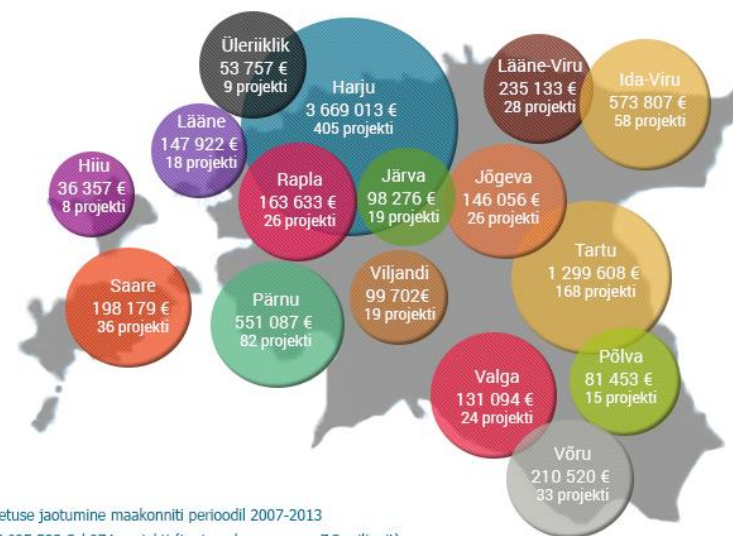 Üleriiklik
53 757 €
9 projekti
Harju
3 669 013 €
405 projekti
Lääne-Viru
235 133 €
28 projekti
Ida-Viru
573 807 €
58 projekti
Lääne
147 922 €
18 projekti
Hiiu
36 357 €
8 projekti
Rapla
163 633 €
26 projekti
Järva
98 276 €
19 projekti
Jõgeva
146 056 €
26 projekti
Tartu
1 299 608 €
168 projekti
Saare
198 179 €
36 projekti
Pärnu
551 087 €
82 projekti
Viljandi
99 702€
19 projekti
Valga
131 094 €
24 projekti
Põlva
81 453 €
15 projekti
Võru
210 520 €
33 projekti
etuse jaotumine maakonniti perioodil 2007-2013